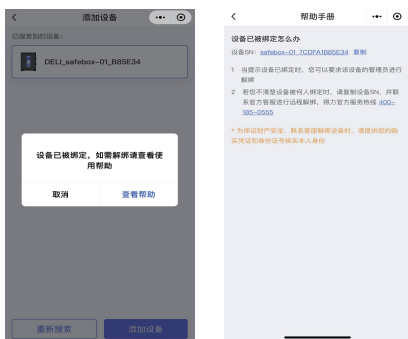 添加设备
已搜索到的设备：
DELI_safebox-01_B85E34
设备已被绑定，如需解绑请查看使
用帮助
取消
查看帮助
重新搜索
添加设备
帮助手册
设备已被绑定怎么办
设备SN: safebox-01_7CDFA1B85E34 复制
1 当提示设备已绑定时，您可以要求该设备的管理员进行
解绑
2 若您不清楚设备被何人绑定时，请复制设备SN，并联
系官方客服进行远程解绑，得力官方服务热线 400-
185-0555
* 为保证财产安全，联系客服解绑设备时，请提供您的购
买凭证和身份证号核实本人身份